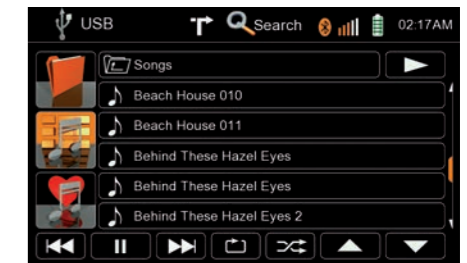 USB Search 02:17AM
Songs
Beach House 010
Beach House 011
Behind These Hazel Eyes
Behind These Hazel Eyes
Behind These Hazel Eyes 2